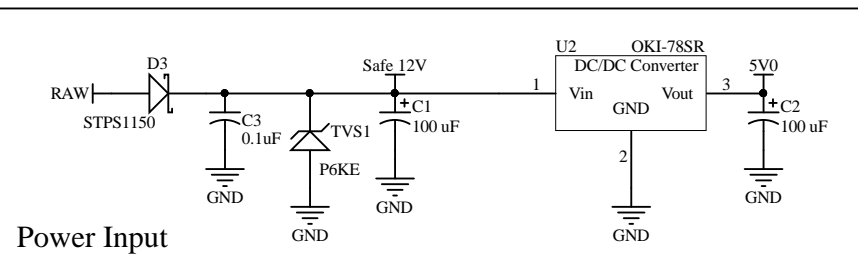 D3
RAW
STPS1150
C3
0.1uF
GND
TVS1
P6KE
GND
Safe 12V
C1
100 uF
GND
U2 OKI-78SR
DC/DC Converter
1 Vin Vout 3
GND
2
GND
5V0
C2
100 uF
GND
Power Input